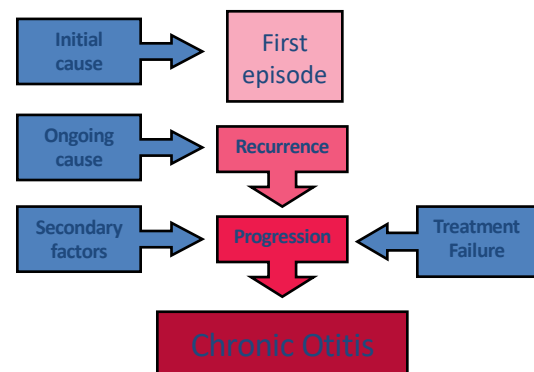 Initial
cause
First
episode
Ongoing
cause
Recurrence
Secondary
factors
Progression
Treatment
Failure
Chronic Otitis